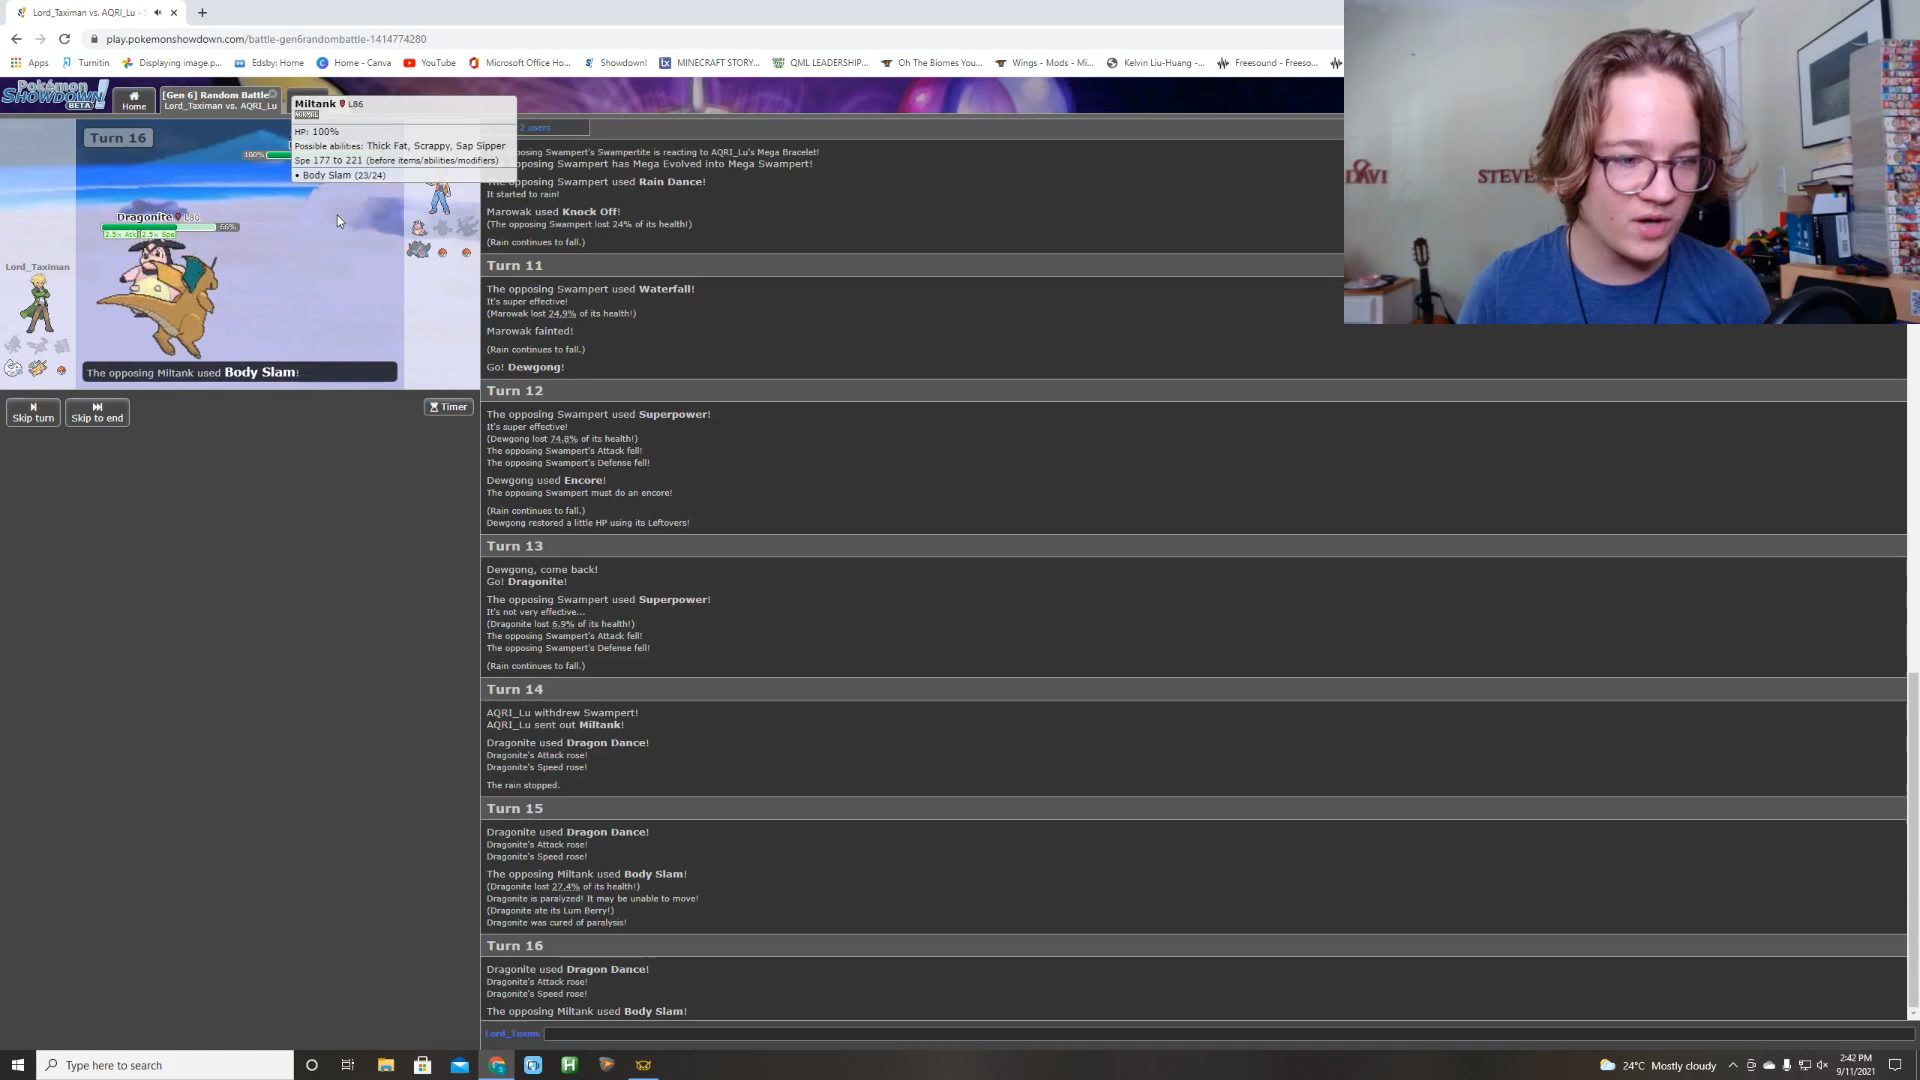 Lord_Taximan vs. AQRI_Lu -
play.pokemonshowdown.com/battle-gen6randombattle-1414774280
Apps
Turnitin
Displaying image.p...
Edsby: Home
Home - Canva
YouTube
Microsoft Office Ho...
Showdown!
MINECRAFT STORY...
QML LEADERSHIP...
Oh The Biomes You...
Wings - Mods - Mi...
Kelvin Liu-Huang -...
Freesound - Freeso...
Pokémon
SHOWDOWN!
BETA
Home
[Gen 6] Random Battle
Lord_Taximan vs. AQRI_Lu
Miltank L86
NORMAL
HP: 100%
Possible abilities: Thick Fat, Scrappy, Sap Sipper
Spe 177 to 221 (before items/abilities/modifiers)
• Body Slam (23/24)
Turn 16
100%
Dragonite L80
66%
2.5× Atk 2.5× Spe
Lord_Taximan
The opposing Miltank used Body Slam!
Skip turn
Skip to end
Timer
2 users
opposing Swampert's Swampertite is reacting to AQRI_Lu's Mega Bracelet!
opposing Swampert has Mega Evolved into Mega Swampert!
The opposing Swampert used Rain Dance!
It started to rain!
Marowak used Knock Off!
(The opposing Swampert lost 24% of its health!)
(Rain continues to fall.)
Turn 11
The opposing Swampert used Waterfall!
It's super effective!
(Marowak lost 24.9% of its health!)
Marowak fainted!
(Rain continues to fall.)
Go! Dewgong!
Turn 12
The opposing Swampert used Superpower!
It's super effective!
(Dewgong lost 74.8% of its health!)
The opposing Swampert's Attack fell!
The opposing Swampert's Defense fell!
Dewgong used Encore!
The opposing Swampert must do an encore!
(Rain continues to fall.)
Dewgong restored a little HP using its Leftovers!
Turn 13
Dewgong, come back!
Go! Dragonite!
The opposing Swampert used Superpower!
It's not very effective...
(Dragonite lost 6.9% of its health!)
The opposing Swampert's Attack fell!
The opposing Swampert's Defense fell!
(Rain continues to fall.)
Turn 14
AQRI_Lu withdrew Swampert!
AQRI_Lu sent out Miltank!
Dragonite used Dragon Dance!
Dragonite's Attack rose!
Dragonite's Speed rose!
The rain stopped.
Turn 15
Dragonite used Dragon Dance!
Dragonite's Attack rose!
Dragonite's Speed rose!
The opposing Miltank used Body Slam!
(Dragonite lost 27.4% of its health!)
Dragonite is paralyzed! It may be unable to move!
(Dragonite ate its Lum Berry!)
Dragonite was cured of paralysis!
Turn 16
Dragonite used Dragon Dance!
Dragonite's Attack rose!
Dragonite's Speed rose!
The opposing Miltank used Body Slam!
Lord_Taxim:
STEVE
Type here to search
24°C Mostly cloudy
2:42 PM
9/11/2021